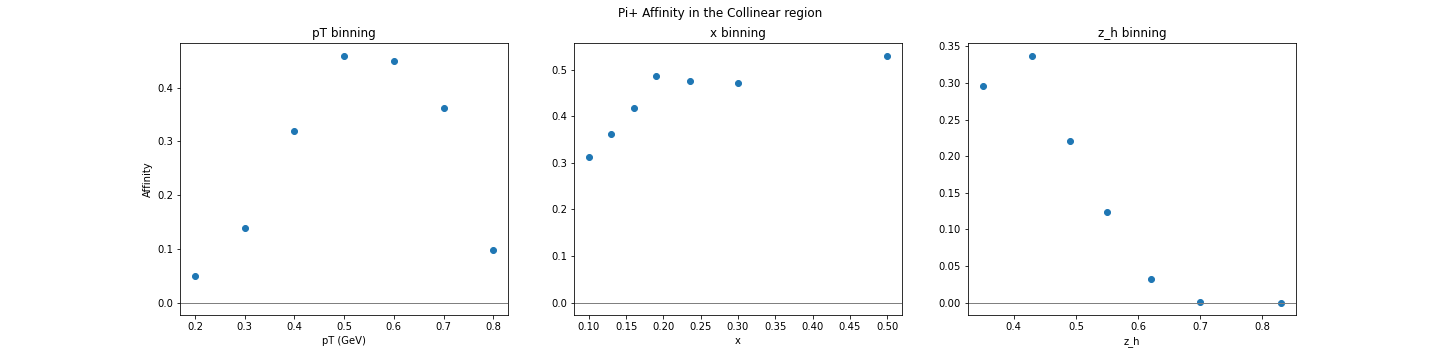 Pi+ Affinity in the Collinear region
pT binning
Affinity
0.4
0.3
0.2
0.1
0.0
0.2 0.3 0.4 0.5 0.6 0.7 0.8
pT (GeV)
x binning
0.5
0.4
0.3
0.2
0.1
0.0
0.10 0.15 0.20 0.25 0.30 0.35 0.40 0.45 0.50
x
z_h binning
0.35
0.30
0.25
0.20
0.15
0.10
0.05
0.00
0.4 0.5 0.6 0.7 0.8
z_h